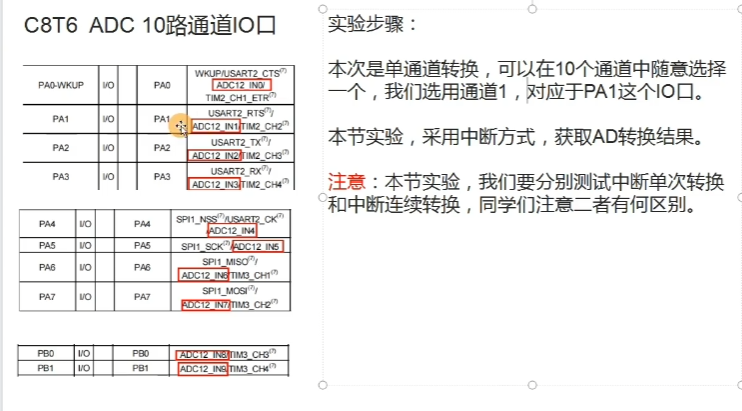 C8T6 ADC 10路通道IO口
PA0-WKUP I/O PA0 WKUP/USART2_CTS(7)
ADC12_IN0/
TIM2_CH1_ETR(7)
PA1 I/O PA1 USART2_RTS(7)/
ADC12_IN1/TIM2_CH2(7)
PA2 I/O PA2 USART2_TX(7)/
ADC12_IN2/TIM2_CH3(7)
PA3 I/O PA3 USART2_RX(7)/
ADC12_IN3/TIM2_CH4(7)
PA4 I/O PA4 SPI1_NSS(7)/USART2_CK(7)
/ADC12_IN4
PA5 I/O PA5 SPI1_SCK(7)/ADC12_IN5
PA6 I/O PA6 SPI1_MISO(7)/
ADC12_IN6/TIM3_CH1(7)
PA7 I/O PA7 SPI1_MOSI(7)/
ADC12_IN7/TIM3_CH2(7)
PB0 I/O PB0 ADC12_IN8/TIM3_CH3(7)
PB1 I/O PB1 ADC12_IN9/TIM3_CH4(7)
实验步骤：
本次是单通道转换，可以在10个通道中随意选择
一个，我们选用通道1，对应于PA1这个IO口。
本节实验，采用中断方式，获取AD转换结果。
注意：本节实验，我们要分别测试中断单次转换
和中断连续转换，同学们注意二者有何区别。